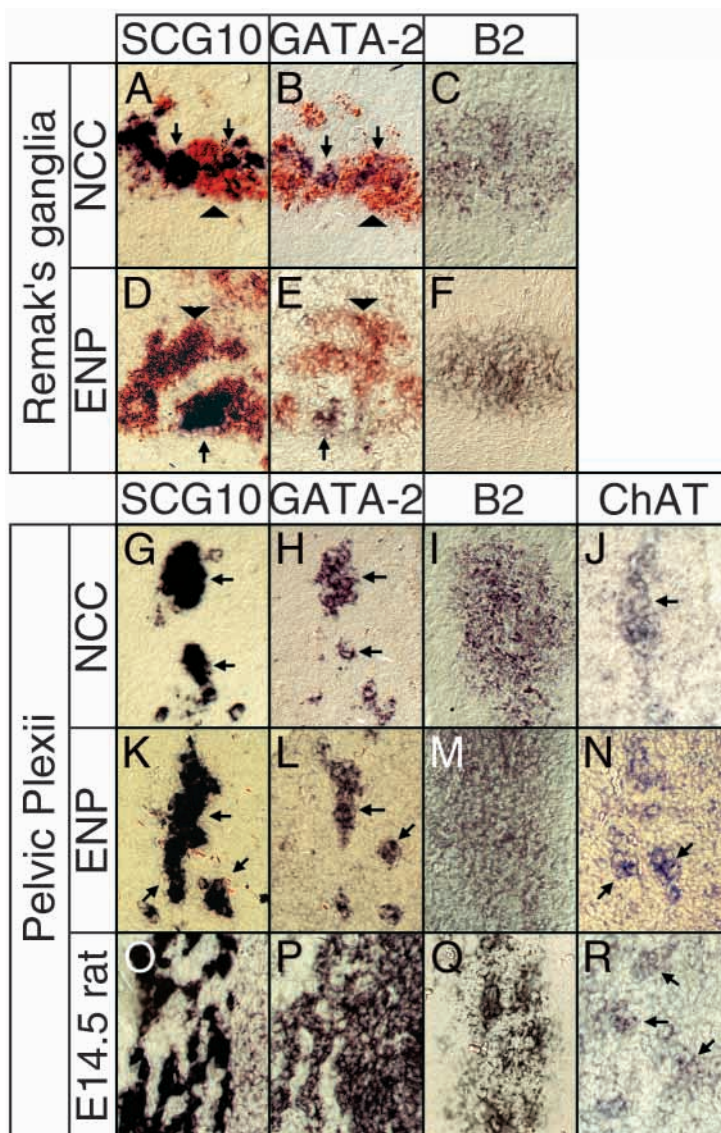 SCG10 GATA-2 B2
Remak's ganglia
NCC
A B C
ENP
D E F
SCG10 GATA-2 B2 ChAT
Pelvic Plexii
NCC
G H I J
ENP
K L M N
E14.5 rat
O P Q R